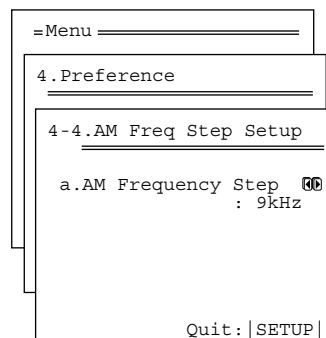 Menu
4.Preference
4-4.AM Freq Step Setup
a.AM Frequency Step
: 9kHz
Quit:|SETUP|